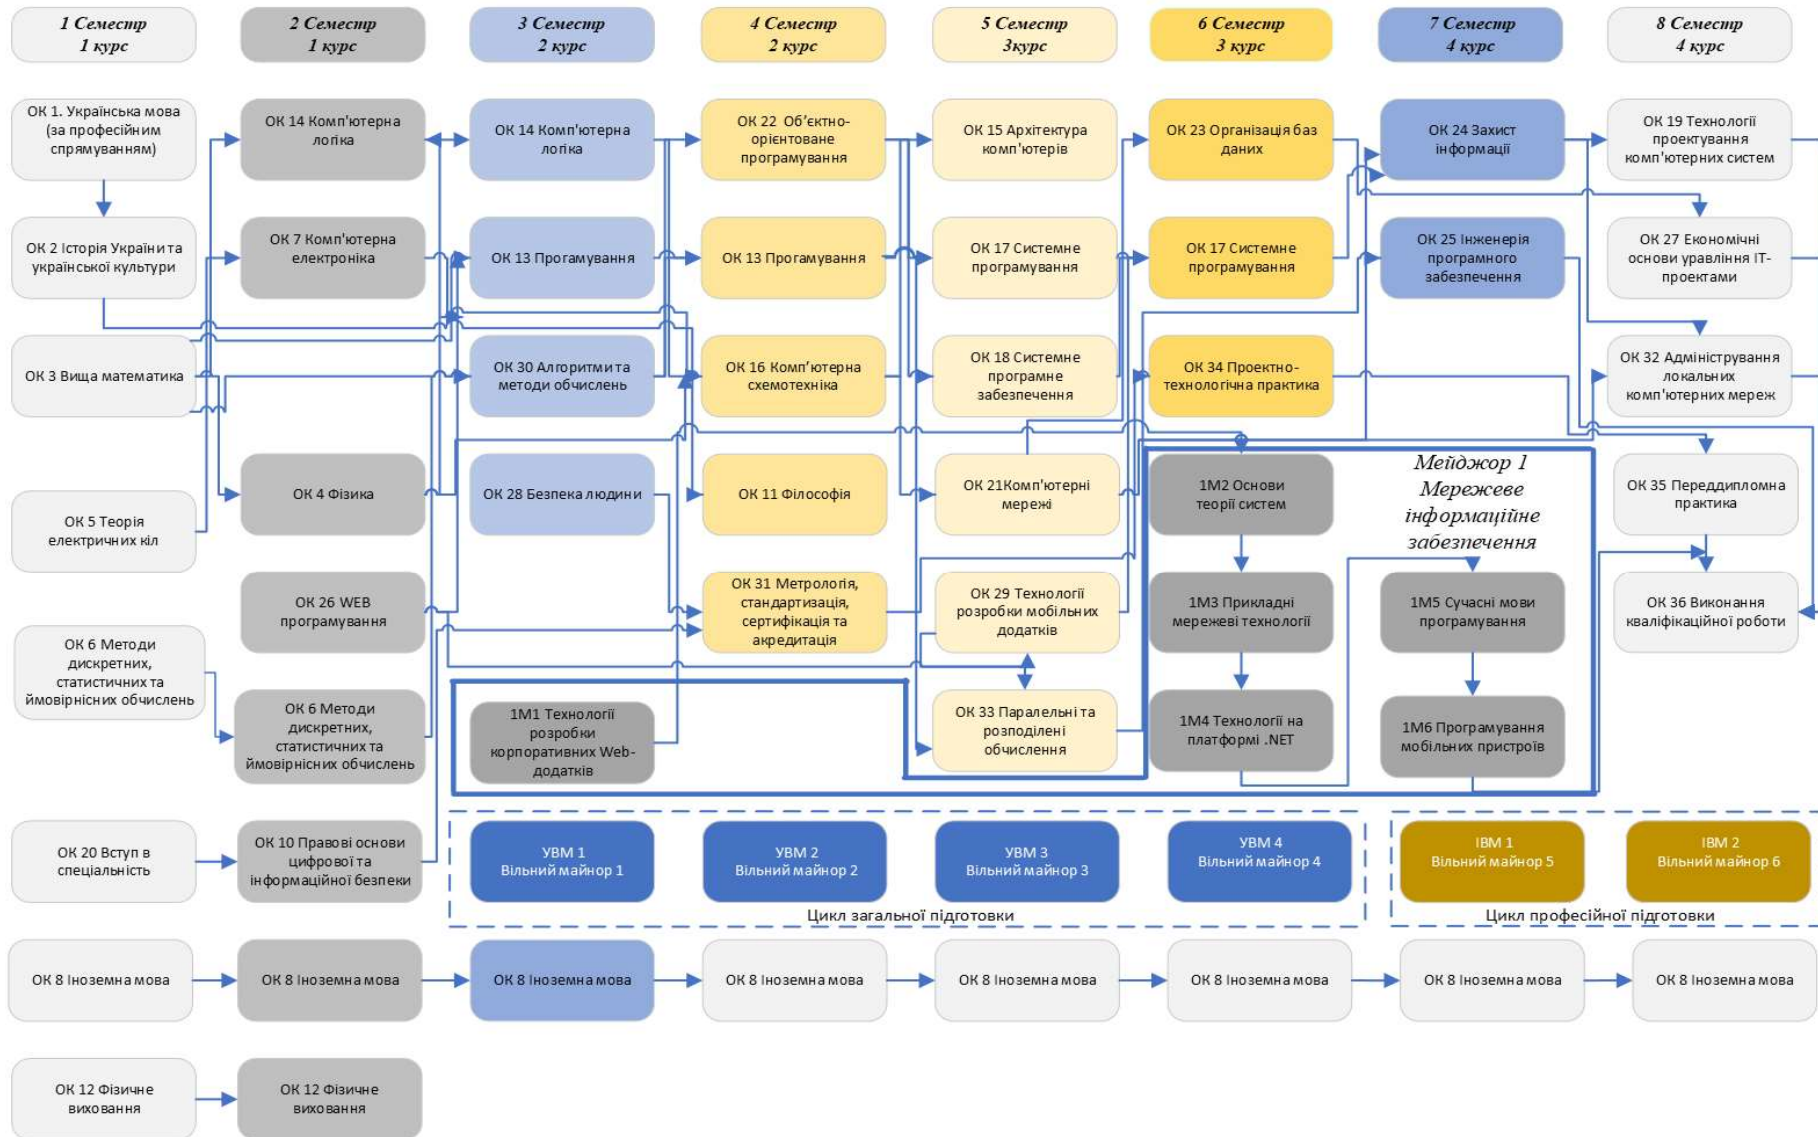 1 Семестр
1 курс
2 Семестр
1 курс
3 Семестр
2 курс
4 Семестр
2 курс
5 Семестр
3курс
6 Семестр
3 курс
7 Семестр
4 курс
8 Семестр
4 курс
ОК 1. Українська мова
(за професійним
спрямуванням)
ОК 14 Комп'ютерна
логіка
ОК 14 Комп'ютерна
логіка
ОК 22 Об’єктно-
орієнтоване
програмування
ОК 15 Архітектура
комп'ютерів
ОК 23 Організація баз
даних
ОК 24 Захист
інформації
ОК 19 Технології
проектування
комп'ютерних систем
ОК 2 Історія України та
української культури
ОК 7 Комп'ютерна
електроніка
ОК 13 Прогамування
ОК 13 Прогамування
ОК 17 Системне
програмування
ОК 17 Системне
програмування
ОК 25 Інженерія
програмного
забезпечення
ОК 27 Економічні
основи уравління ІТ-
проектами
ОК 3 Вища математика
ОК 30 Алгоритми та
методи обчислень
ОК 16 Комп’ютерна
схемотехніка
ОК 18 Системне
програмне
забезпечення
ОК 34 Проектно-
технологічна практика
ОК 32 Адміністрування
локальних
комп'ютерних мереж
ОК 5 Теорія
електричних кіл
ОК 4 Фізика
ОК 28 Безпека людини
ОК 11 Філософія
ОК 21Комп'ютерні
мережі
1М2 Основи
теорії систем
Мейджор 1
Мережеве
інформаційне
забезпечення
ОК 35 Переддипломна
практика
ОК 26 WEB
програмування
ОК 31 Метрологія,
стандартизація,
сертифікація та
акредитація
ОК 29 Технології
розробки мобільних
додатків
1М3 Прикладні
мережеві технології
1М5 Сучасні мови
програмування
ОК 36 Виконання
кваліфікаційної роботи
ОК 6 Методи
дискретних,
статистичних та
ймовірнісних обчислень
ОК 6 Методи
дискретних,
статистичних та
ймовірнісних обчислень
1М1 Технології
розробки
корпоративних Web-
додатків
ОК 33 Паралельні та
розподілені
обчислення
1М4 Технології на
платформі .NET
1М6 Програмування
мобільних пристроїв
ОК 20 Вступ в
спеціальність
ОК 10 Правові основи
цифрової та
інформаційної безпеки
УВМ 1
Вільний майнор 1
УВМ 2
Вільний майнор 2
УВМ 3
Вільний майнор 3
УВМ 4
Вільний майнор 4
ІВМ 1
Вільний майнор 5
ІВМ 2
Вільний майнор 6
Цикл загальної підготовки
Цикл професійної підготовки
ОК 8 Іноземна мова
ОК 8 Іноземна мова
ОК 8 Іноземна мова
ОК 8 Іноземна мова
ОК 8 Іноземна мова
ОК 8 Іноземна мова
ОК 8 Іноземна мова
ОК 8 Іноземна мова
ОК 12 Фізичне
виховання
ОК 12 Фізичне
виховання